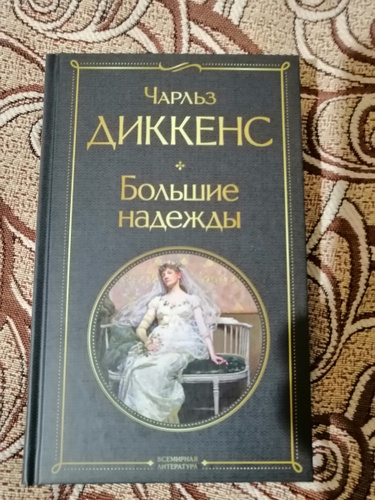 Чарльз
Диккенс
Большие
надежды
ВСЕМИРНАЯ
ЛИТЕРАТУРА